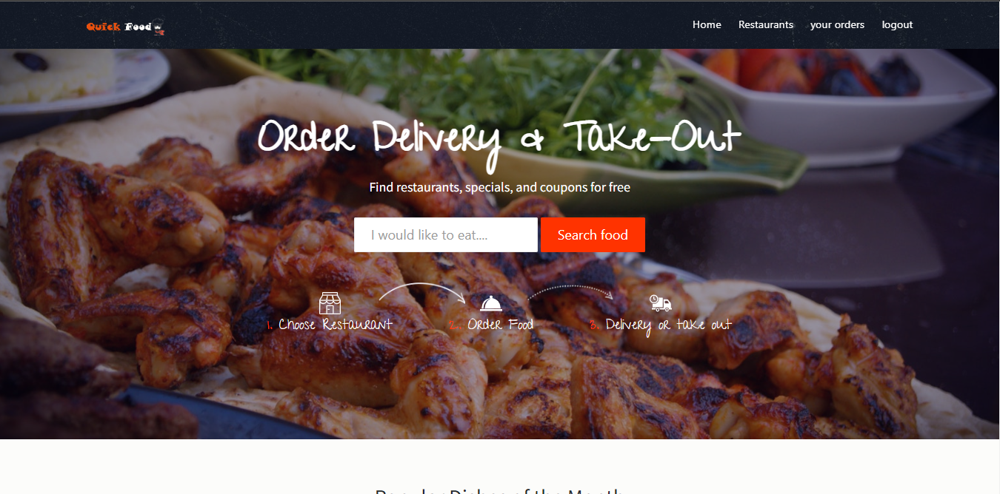 Quick Food
Home Restaurants your orders logout
Order Delivery & Take-Out
Find restaurants, specials, and coupons for free
I would like to eat.... Search food
1. Choose Restaurant 2. Order Food 3. Delivery or take out
Popular Dishes of the Month